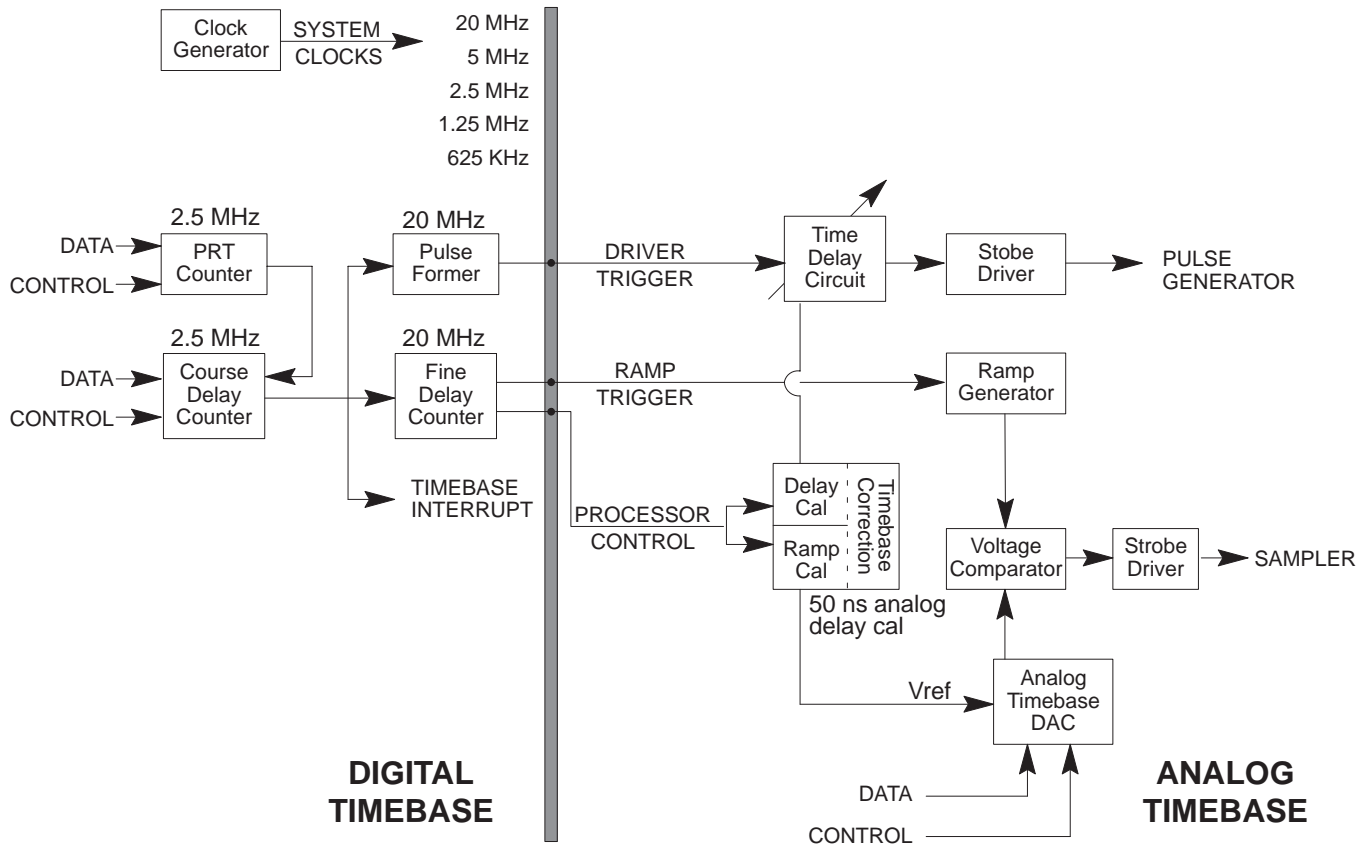 Clock
Generator
SYSTEM
CLOCKS
20 MHz
5 MHz
2.5 MHz
1.25 MHz
625 KHz
2.5 MHz
DATA
CONTROL
PRT
Counter
20 MHz
Pulse
Former
DRIVER
TRIGGER
Time
Delay
Circuit
Stobe
Driver
PULSE
GENERATOR
2.5 MHz
DATA
CONTROL
Course
Delay
Counter
20 MHz
Fine
Delay
Counter
RAMP
TRIGGER
Ramp
Generator
TIMEBASE
INTERRUPT
PROCESSOR
CONTROL
Delay
Cal
Ramp
Cal
Timebase
Correction
50 ns analog
delay cal
Voltage
Comparator
Strobe
Driver
SAMPLER
Vref
Analog
Timebase
DAC
DATA
CONTROL
DIGITAL
TIMEBASE
ANALOG
TIMEBASE